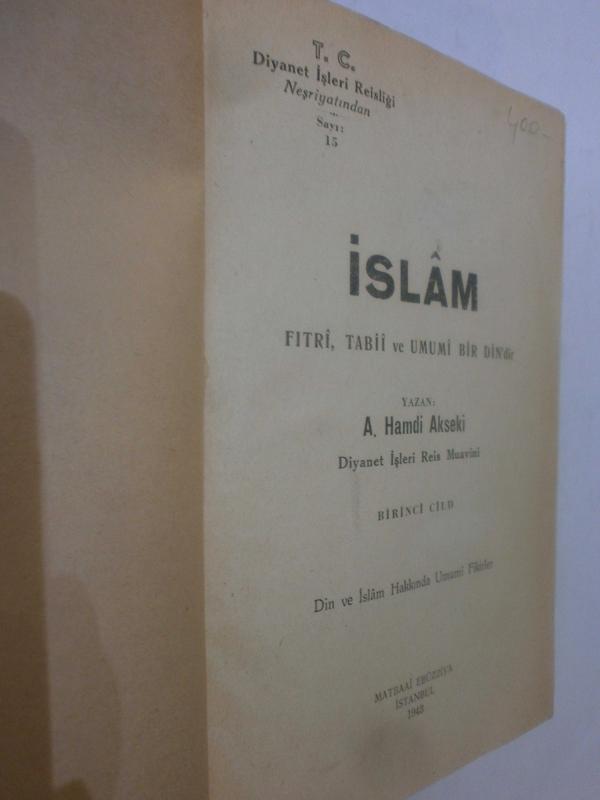 T. C.
Diyanet İşleri Reisliği
Neşriyatından
Sayı:
15
400-
İSLÂM
FITRÎ, TABİÎ ve UMUMÎ BİR DİN'dir
YAZAN:
A. Hamdi Akseki
Diyanet İşleri Reis Muavini
BİRİNCİ CİLD
Din ve İslâm Hakkında Umumî Fikirler
MATBAAİ EBÜZZİYA
İSTANBUL
1943